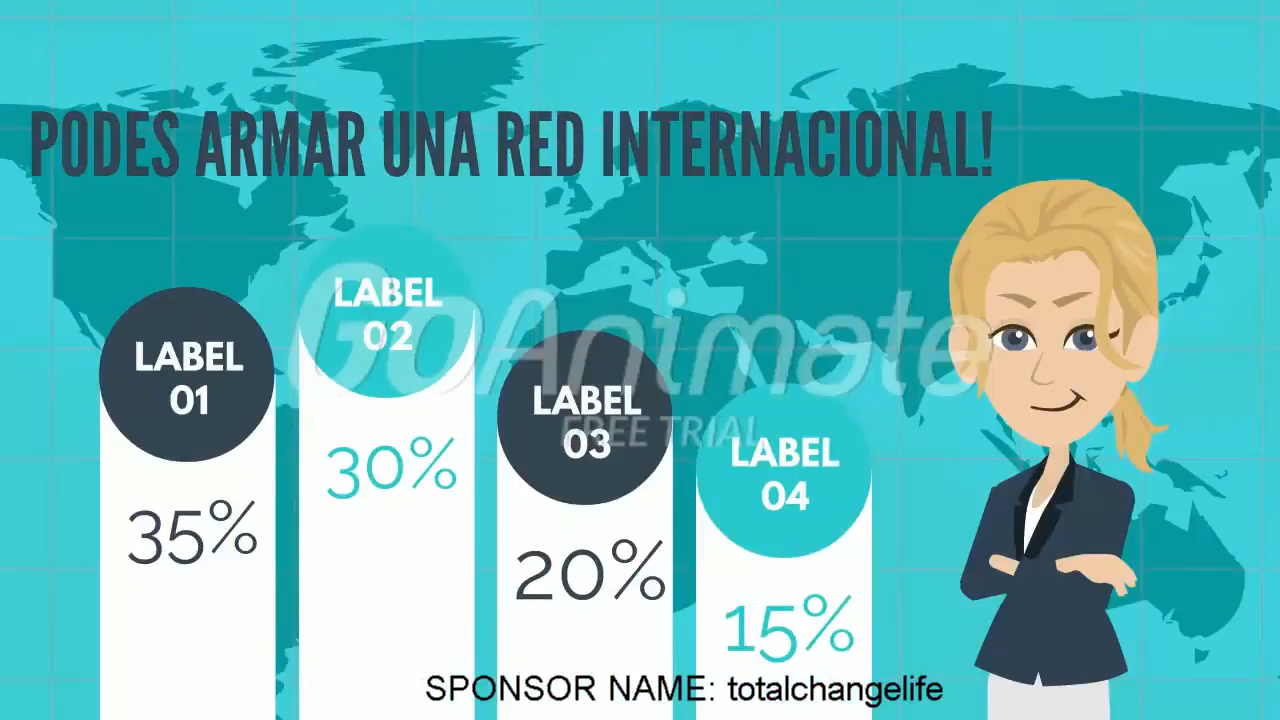 PODES ARMAR UNA RED INTERNACIONAL!
LABEL
01
35%
LABEL
02
30%
LABEL
03
20%
LABEL
04
15%
GoAnimate
FREE TRIAL
SPONSOR NAME: totalchangelife